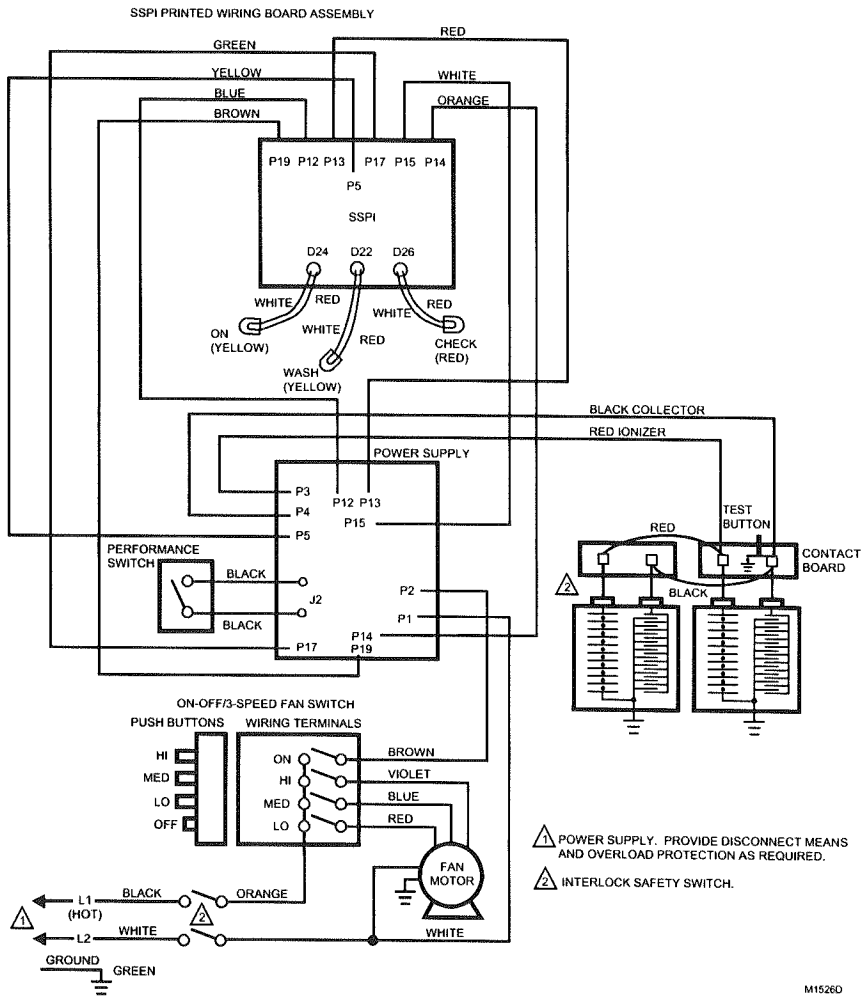 SSPI PRINTED WIRING BOARD ASSEMBLY
RED
GREEN
YELLOW
WHITE
BLUE
ORANGE
BROWN
P19 P12 P13 P17 P15 P14
P5
SSPI
D24 D22 D26
WHITE RED
WHITE RED
WHITE RED
ON
(YELLOW)
WASH
(YELLOW)
CHECK
(RED)
BLACK COLLECTOR
RED IONIZER
POWER SUPPLY
P3
P4
P5
P12 P13
P15
P2
P1
J2
P14
P19
P17
PERFORMANCE
SWITCH
BLACK
BLACK
TEST
BUTTON
RED
CONTACT
BOARD
BLACK
2
ON-OFF/3-SPEED FAN SWITCH
PUSH BUTTONS WIRING TERMINALS
HI
MED
LO
OFF
ON
HI
MED
LO
BROWN
VIOLET
BLUE
RED
FAN
MOTOR
1 POWER SUPPLY. PROVIDE DISCONNECT MEANS
AND OVERLOAD PROTECTION AS REQUIRED.
2 INTERLOCK SAFETY SWITCH.
L1
(HOT)
BLACK
ORANGE
1
2
L2
WHITE
WHITE
GROUND
GREEN
M1526D